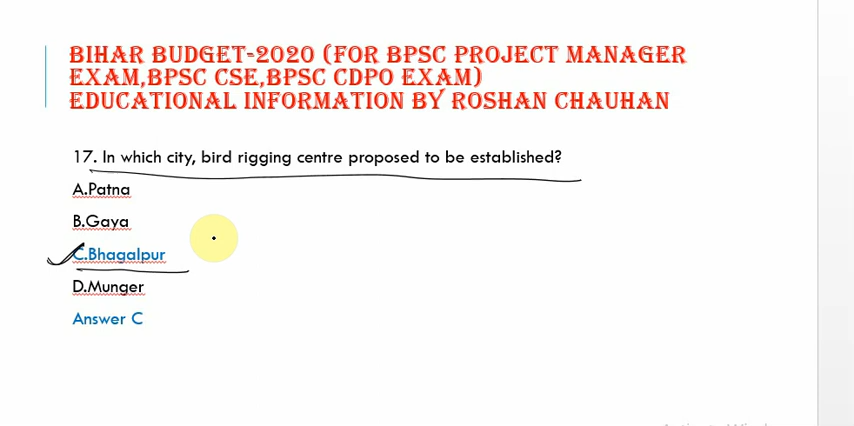 BIHAR BUDGET-2020 (FOR BPSC PROJECT MANAGER
EXAM,BPSC CSE,BPSC CDPO EXAM)
EDUCATIONAL INFORMATION BY ROSHAN CHAUHAN
17. In which city, bird rigging centre proposed to be established?
A.Patna
B.Gaya
C.Bhagalpur
D.Munger
Answer C